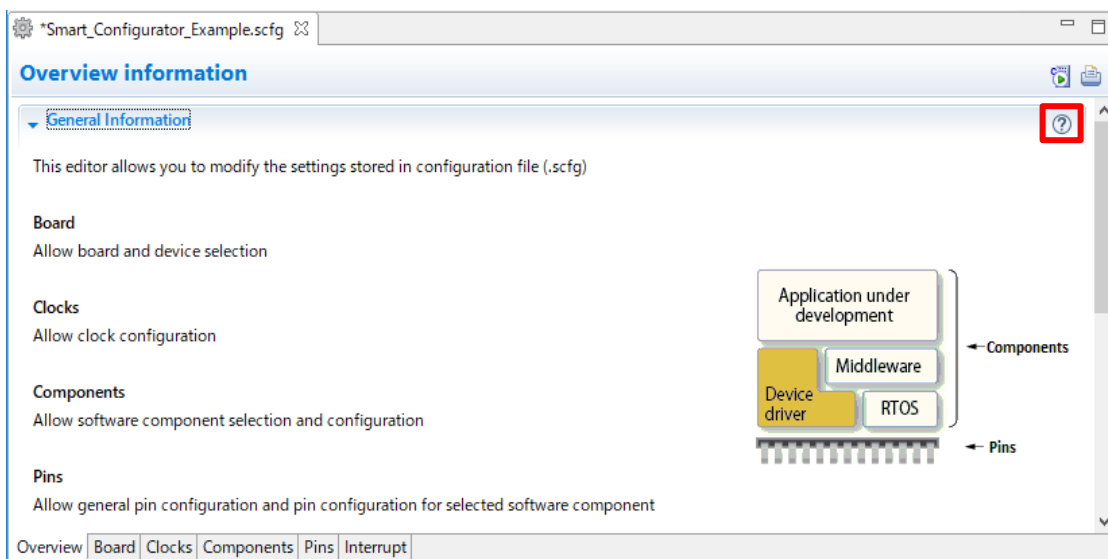 *Smart_Configurator_Example.scfg
Overview information
General Information
This editor allows you to modify the settings stored in configuration file (.scfg)
Board
Allow board and device selection
Clocks
Allow clock configuration
Components
Allow software component selection and configuration
Pins
Allow general pin configuration and pin configuration for selected software component
Application under
development
Middleware
Device
driver
RTOS
Components
Pins
Overview Board Clocks Components Pins Interrupt